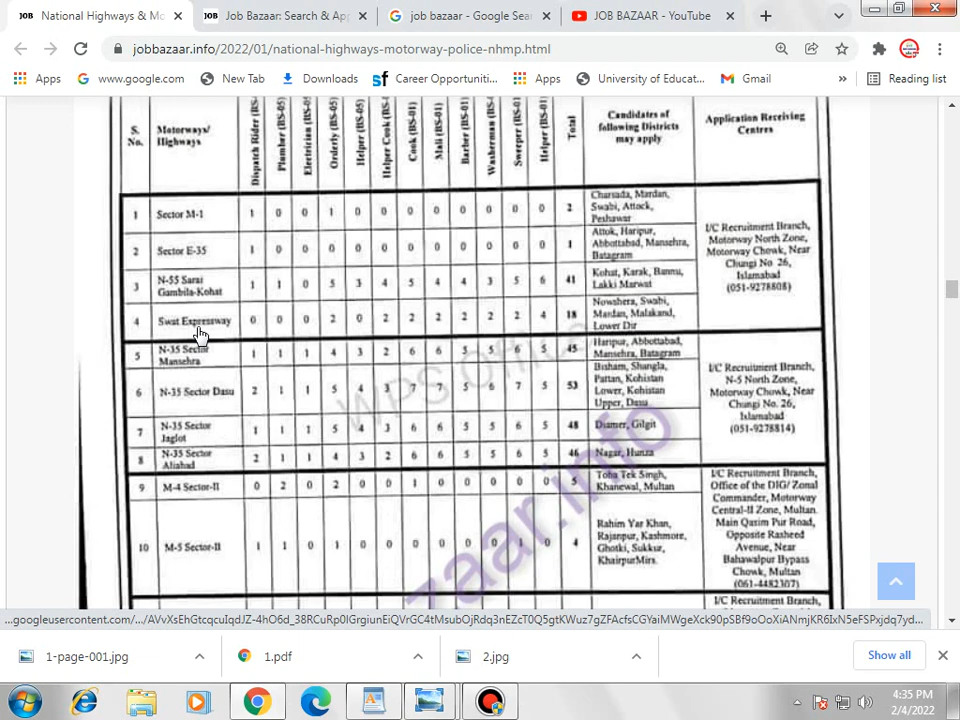 JOB National Highways & Mo
JOB Job Bazaar: Search & App
job bazaar - Google Sea
JOB BAZAAR - YouTube
jobbazaar.info/2022/01/national-highways-motorway-police-nhmp.html
Apps www.google.com New Tab Downloads sf Career Opportuniti... Apps University of Educat... Gmail » Reading list
S. No. Motorways/ Highways Dispatch Rider (BS- Plumber (BS-05) Electrician (BS-05 Orderly (BS-05) Helper (BS-05) Helper Cook (BS- Cook (BS-01) Mali (BS-01) Barber (BS-01) Washerman (BS- Sweeper (BS-01 Helper (BS-01) Total Candidates of following Districts may apply Application Receiving Centres
1 Sector M-1 1 0 0 1 0 0 0 0 0 0 0 0 2 Charsada, Mardan, Swabi, Attock, Peshawar
2 Sector E-35 1 0 0 0 0 0 0 0 0 0 0 0 1 Attok, Haripur, Abbottabad, Mansehra, Batagram
3 N-55 Sarai Gambila-Kohat 1 1 0 5 3 4 5 4 4 3 5 6 41 Kohat, Karak, Bannu, Lakki Marwat
4 Swat Expressway 0 0 0 2 0 2 2 2 2 2 2 4 18 Nowshera, Swabi, Mardan, Malakand, Lower Dir
I/C Recruitment Branch,
Motorway North Zone,
Motorway Chowk, Near
Chungi No 26,
Islamabad
(051-9278808)
5 N-35 Sector Mansehra 1 1 1 4 3 2 6 6 5 5 6 5 45 Haripur, Abbottabad, Mansehra, Batagram
6 N-35 Sector Dasu 2 1 1 5 4 3 7 7 5 6 7 5 53 Bisham, Shangla, Pattan, Kohistan Lower, Kohistan Upper, Dasu
7 N-35 Sector Jaglot 1 1 1 5 4 3 6 6 5 5 6 5 48 Diamer, Gilgit
8 N-35 Sector Aliabad 2 1 1 4 3 2 6 6 5 5 6 5 46 Nagar, Hunza
I/C Recruitment Branch,
N-5 North Zone,
Motorway Chowk, Near
Chungi No. 26,
Islamabad
(051-9278814)
9 M-4 Sector-II 0 2 0 2 0 0 1 0 0 0 0 0 5 Toba Tek Singh, Khanewal, Multan
10 M-5 Sector-II 1 1 0 1 0 0 0 0 0 0 1 0 4 Rahim Yar Khan, Rajanpur, Kashmore, Ghotki, Sukkur, KhairpurMirs.
I/C Recruitment Branch,
Office of the DIG/ Zonal
Commander, Motorway
Central-II Zone, Multan.
Main Qasim Pur Road,
Opposite Rasheed
Avenue, Near
Bahawalpur Bypass
Chowk, Multan
(061-4482307)
I/C Recruitment Branch,
WPS Office
zaar.info
1-page-001.jpg 1.pdf 2.jpg Show all
4:35 PM
2/4/2022